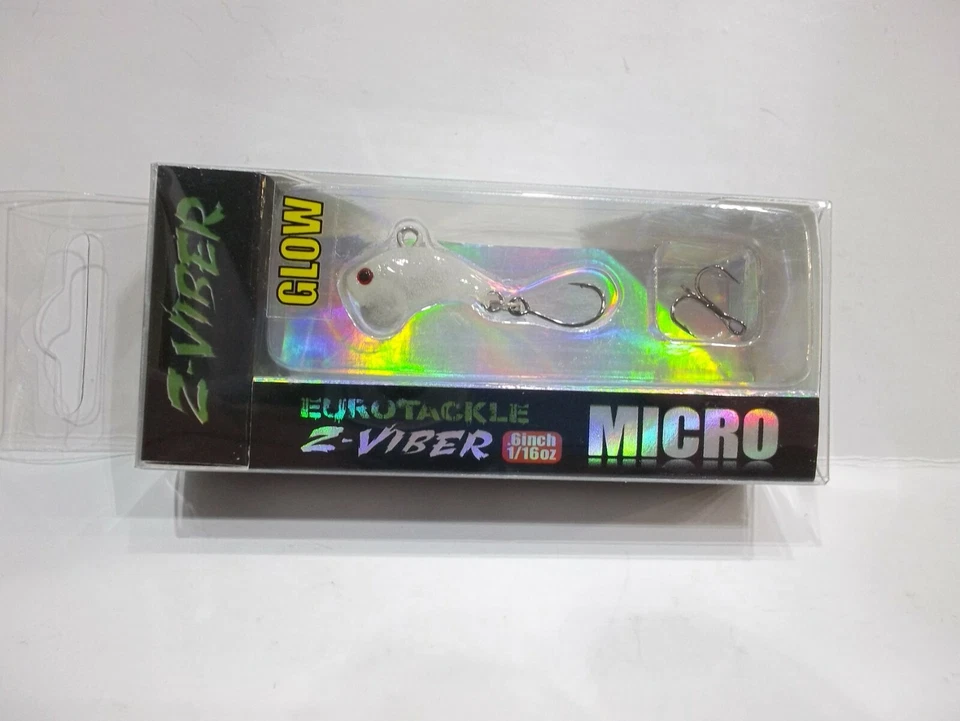 Z-VIBER
GLOW
EUROTACKLE
Z-VIBER
.6inch
1/16oz
MICRO